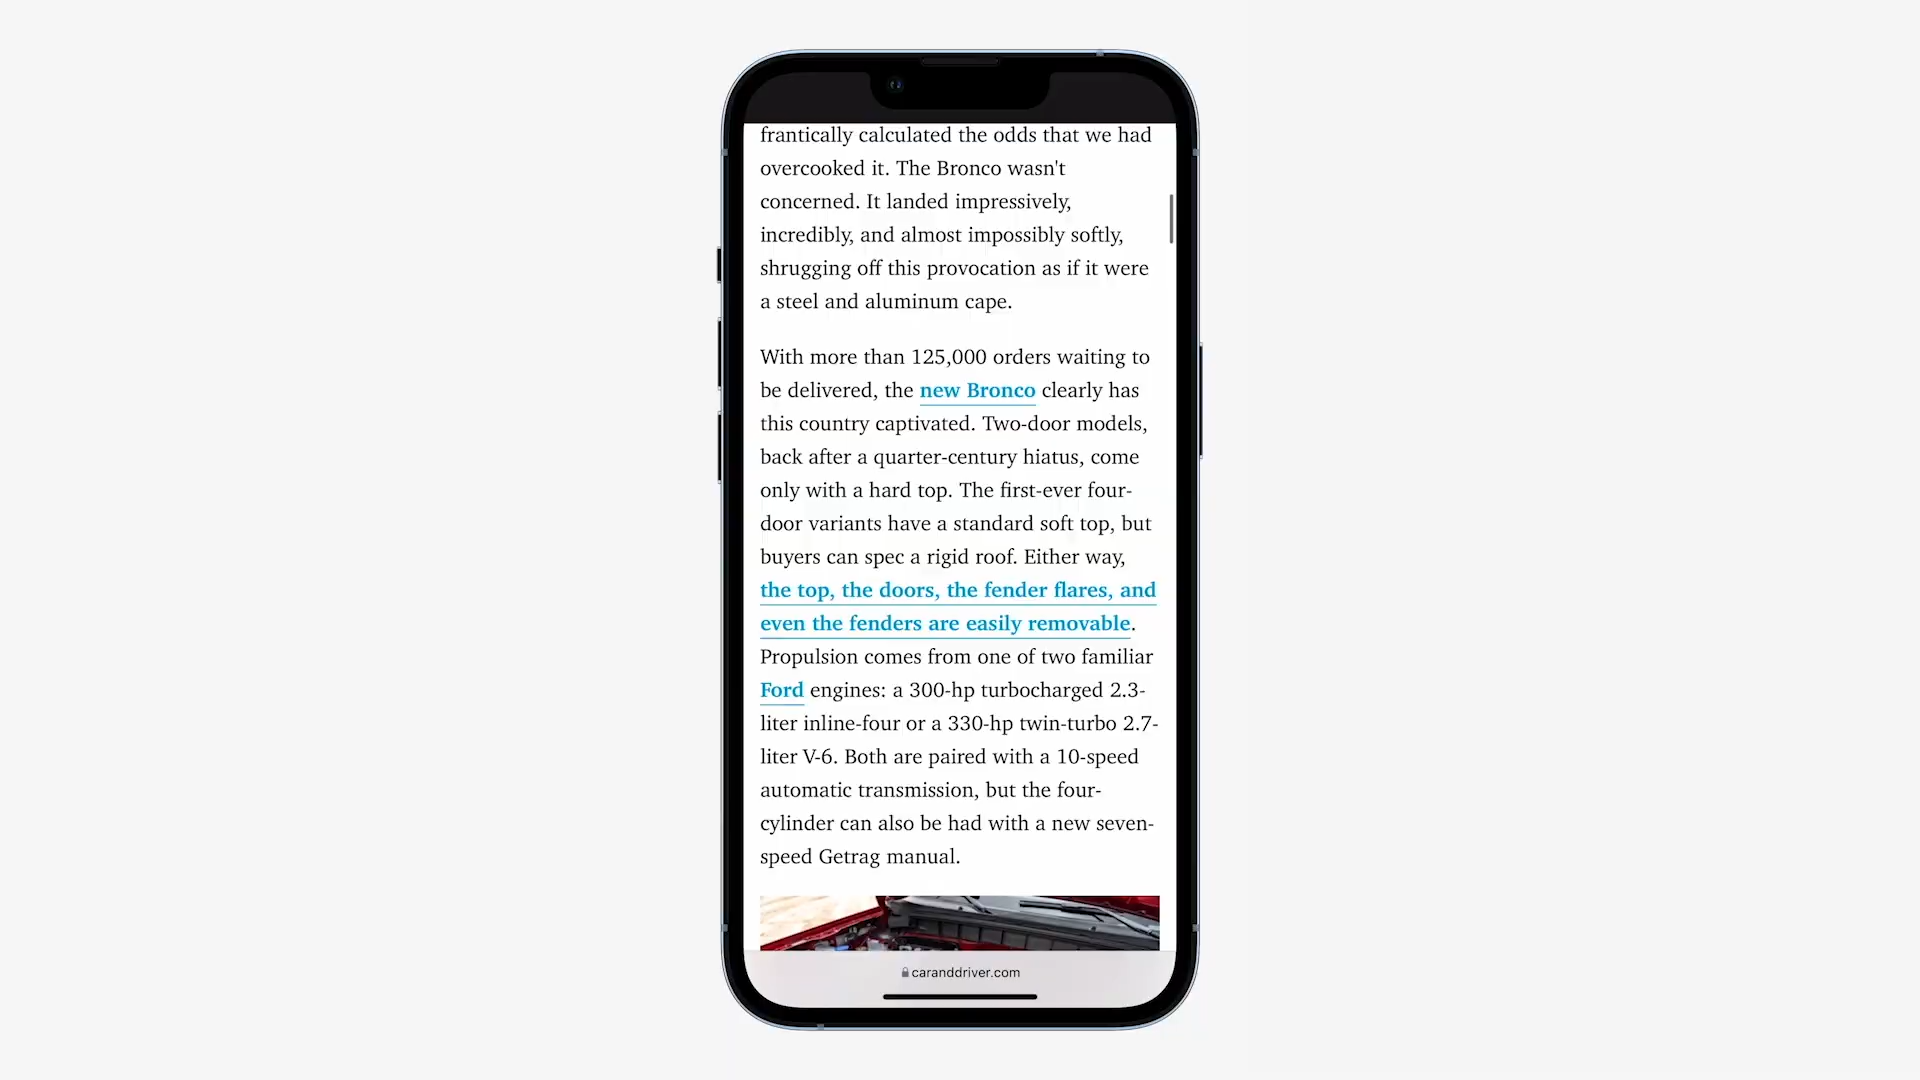 frantically calculated the odds that we had
overcooked it. The Bronco wasn't
concerned. It landed impressively,
incredibly, and almost impossibly softly,
shrugging off this provocation as if it were
a steel and aluminum cape.
With more than 125,000 orders waiting to
be delivered, the new Bronco clearly has
this country captivated. Two-door models,
back after a quarter-century hiatus, come
only with a hard top. The first-ever four-
door variants have a standard soft top, but
buyers can spec a rigid roof. Either way,
the top, the doors, the fender flares, and
even the fenders are easily removable.
Propulsion comes from one of two familiar
Ford engines: a 300-hp turbocharged 2.3-
liter inline-four or a 330-hp twin-turbo 2.7-
liter V-6. Both are paired with a 10-speed
automatic transmission, but the four-
cylinder can also be had with a new seven-
speed Getrag manual.
caranddriver.com